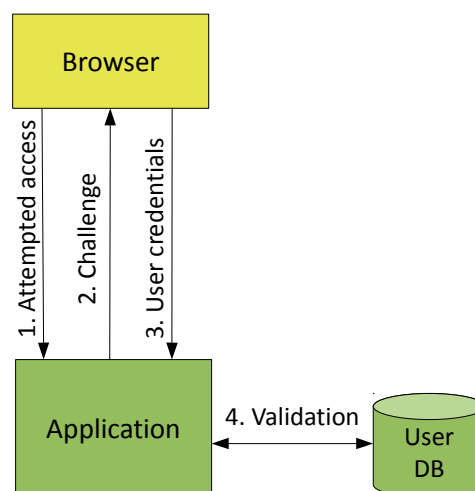 Browser
1. Attempted access
2. Challenge
3. User credentials
Application
4. Validation
User
DB